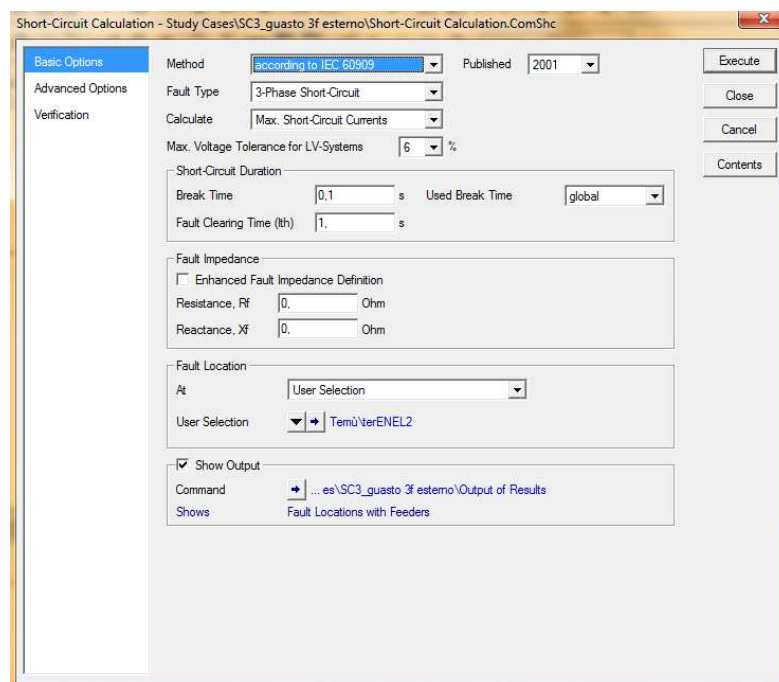 Short-Circuit Calculation - Study Cases\SC3_guasto 3f esterno\Short-Circuit Calculation.ComShc
Basic Options
Advanced Options
Verification
Method according to IEC 60909 Published 2001
Fault Type 3-Phase Short-Circuit
Calculate Max. Short-Circuit Currents
Max. Voltage Tolerance for LV-Systems 6 %
Short-Circuit Duration
Break Time 0,1 s Used Break Time global
Fault Clearing Time (Ith) 1, s
Fault Impedance
Enhanced Fault Impedance Definition
Resistance, Rf 0, Ohm
Reactance, Xf 0, Ohm
Fault Location
At User Selection
User Selection Temù\terENEL2
Show Output
Command ... es\SC3_guasto 3f esterno\Output of Results
Shows Fault Locations with Feeders
Execute
Close
Cancel
Contents